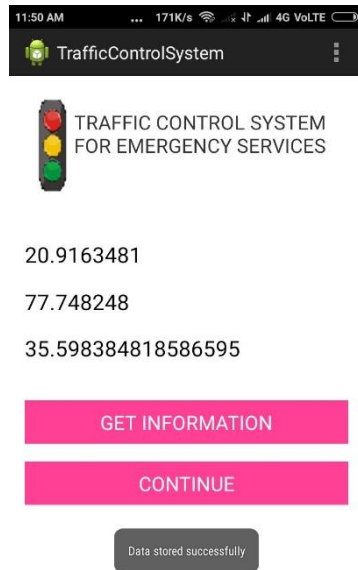 11:50 AM ... 171K/s 4G VoLTE
TrafficControlSystem
TRAFFIC CONTROL SYSTEM
FOR EMERGENCY SERVICES
20.9163481
77.748248
35.598384818586595
GET INFORMATION
CONTINUE
Data stored successfully